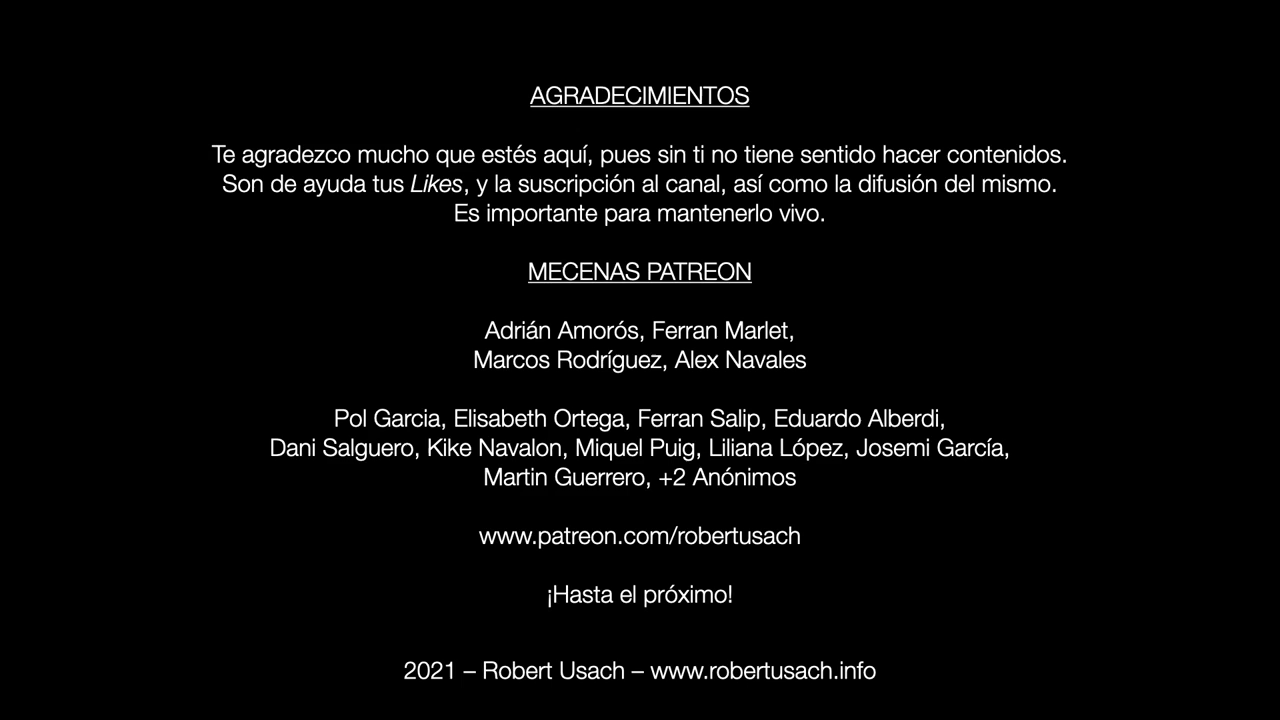 AGRADECIMIENTOS
Te agradezco mucho que estés aquí, pues sin ti no tiene sentido hacer contenidos.
Son de ayuda tus Likes, y la suscripción al canal, así como la difusión del mismo.
Es importante para mantenerlo vivo.
MECENAS PATREON
Adrián Amorós, Ferran Marlet,
Marcos Rodríguez, Alex Navales
Pol Garcia, Elisabeth Ortega, Ferran Salip, Eduardo Alberdi,
Dani Salguero, Kike Navalon, Miquel Puig, Liliana López, Josemi García,
Martin Guerrero, +2 Anónimos
www.patreon.com/robertusach
¡Hasta el próximo!
2021 – Robert Usach – www.robertusach.info